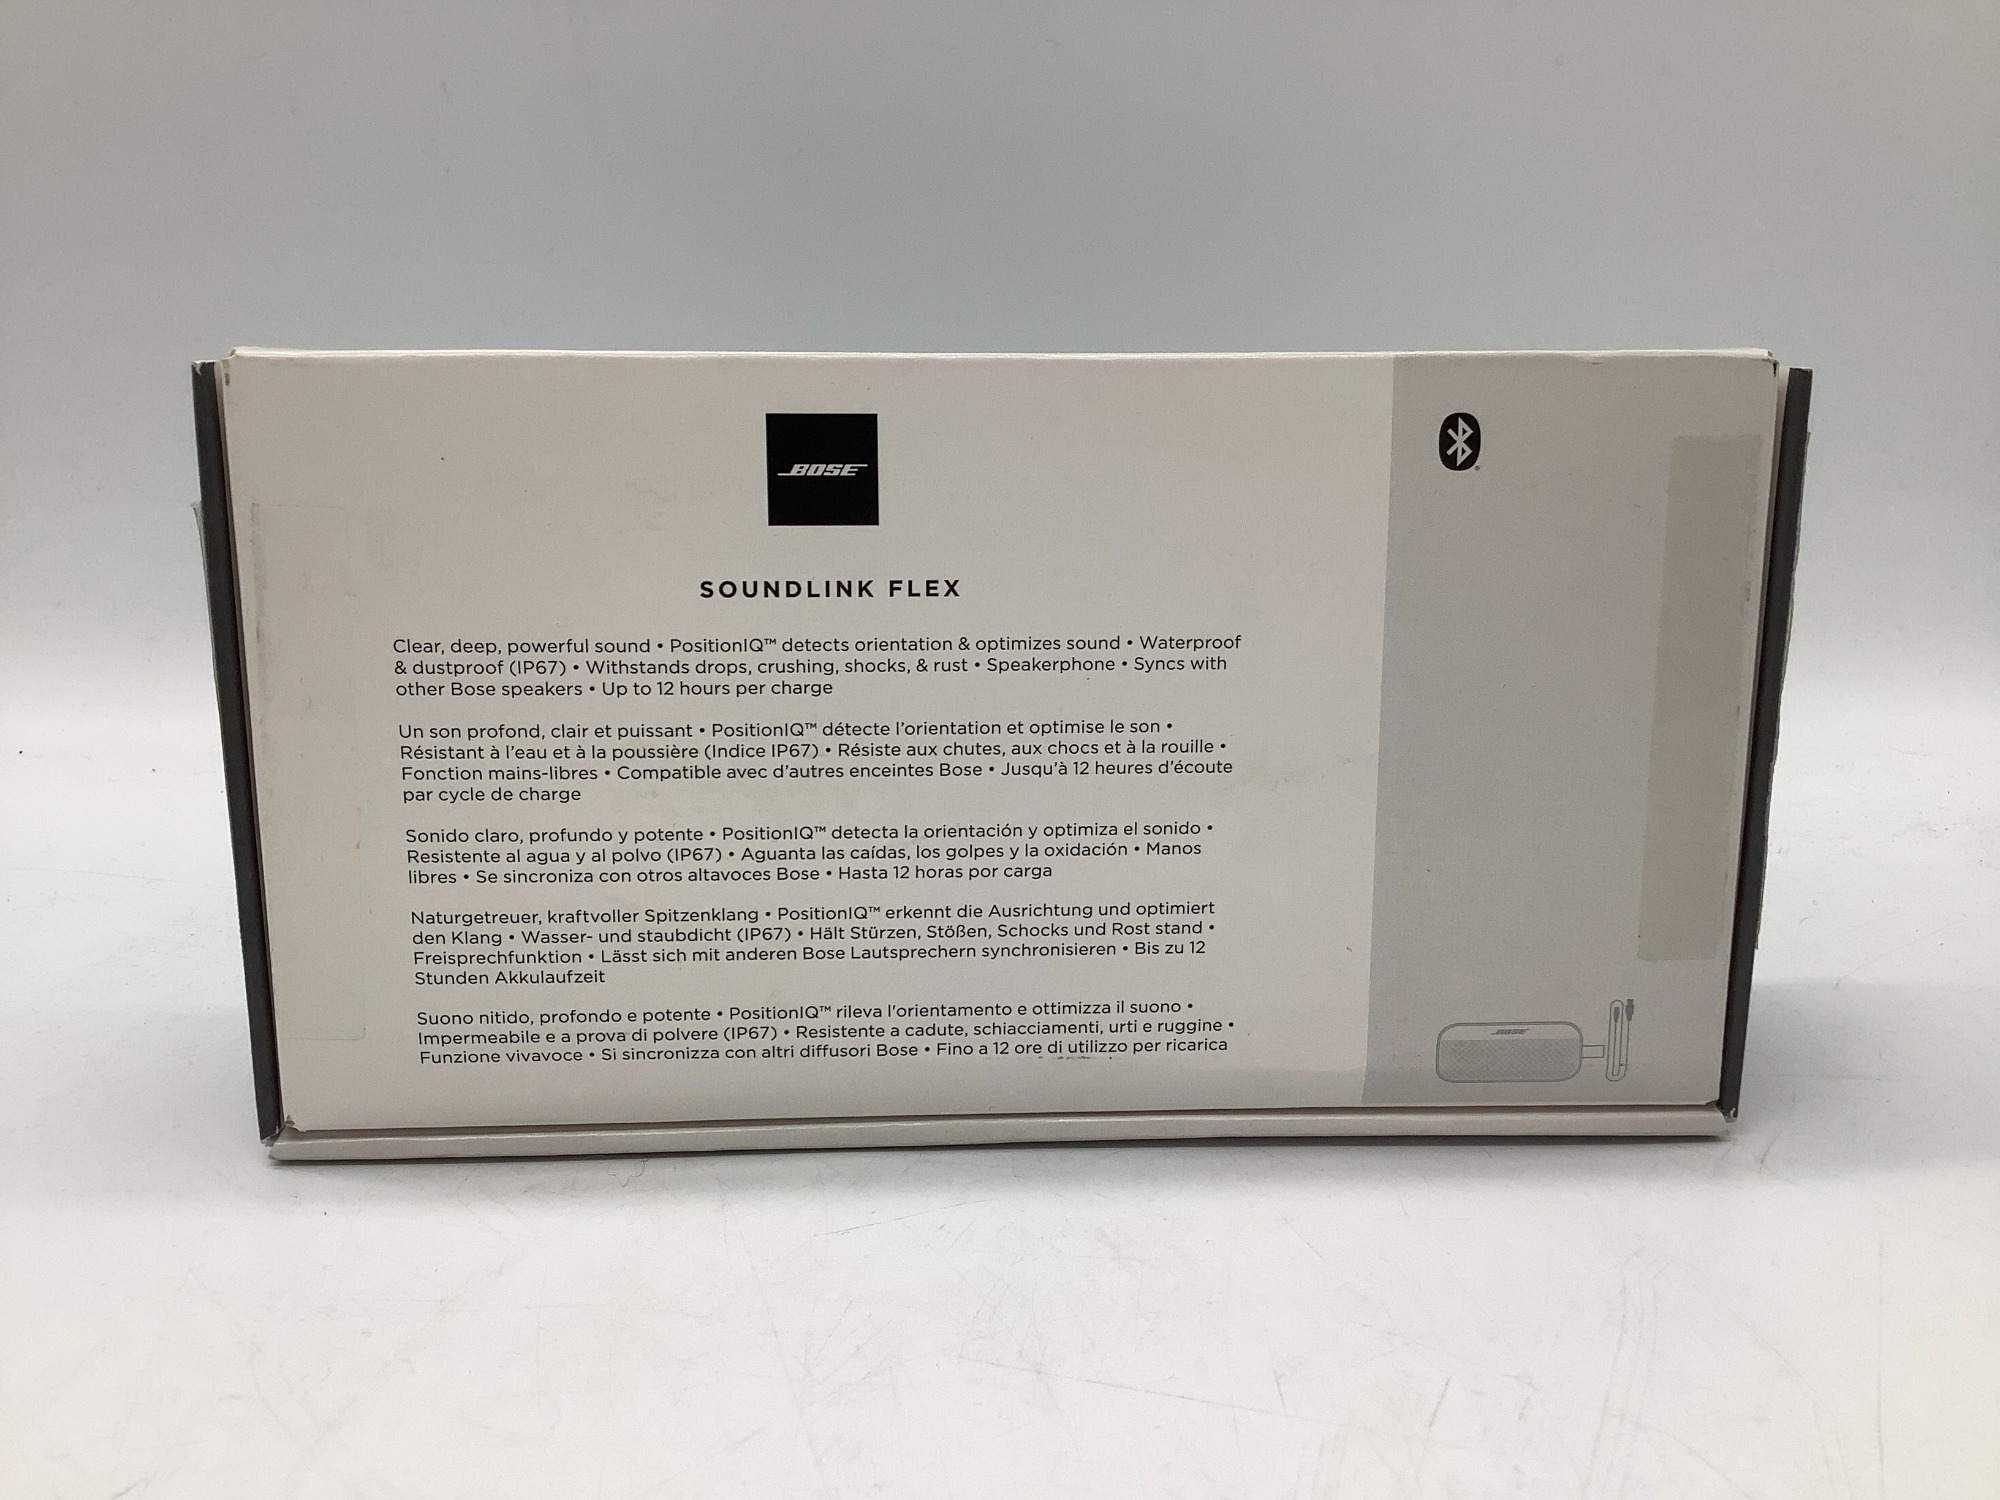 BOSE
SOUNDLINK FLEX
Clear, deep, powerful sound • PositionIQ™ detects orientation & optimizes sound • Waterproof
& dustproof (IP67) • Withstands drops, crushing, shocks, & rust • Speakerphone • Syncs with
other Bose speakers • Up to 12 hours per charge
Un son profond, clair et puissant • PositionIQ™ détecte l'orientation et optimise le son •
Résistant à l'eau et à la poussière (Indice IP67) • Résiste aux chutes, aux chocs et à la rouille •
Fonction mains-libres • Compatible avec d'autres enceintes Bose • Jusqu'à 12 heures d'écoute
par cycle de charge
Sonido claro, profundo y potente • PositionIQ™ detecta la orientación y optimiza el sonido •
Resistente al agua y al polvo (IP67) • Aguanta las caídas, los golpes y la oxidación • Manos
libres • Se sincroniza con otros altavoces Bose • Hasta 12 horas por carga
Naturgetreuer, kraftvoller Spitzenklang • PositionIQ™ erkennt die Ausrichtung und optimiert
den Klang • Wasser- und staubdicht (IP67) • Hält Stürzen, Stößen, Schocks und Rost stand •
Freisprechfunktion • Lässt sich mit anderen Bose Lautsprechern synchronisieren • Bis zu 12
Stunden Akkulaufzeit
Suono nitido, profondo e potente • PositionIQ™ rileva l'orientamento e ottimizza il suono •
Impermeabile e a prova di polvere (IP67) • Resistente a cadute, schiacciamenti, urti e ruggine •
Funzione vivavoce • Si sincronizza con altri diffusori Bose • Fino a 12 ore di utilizzo per ricarica
BOSE